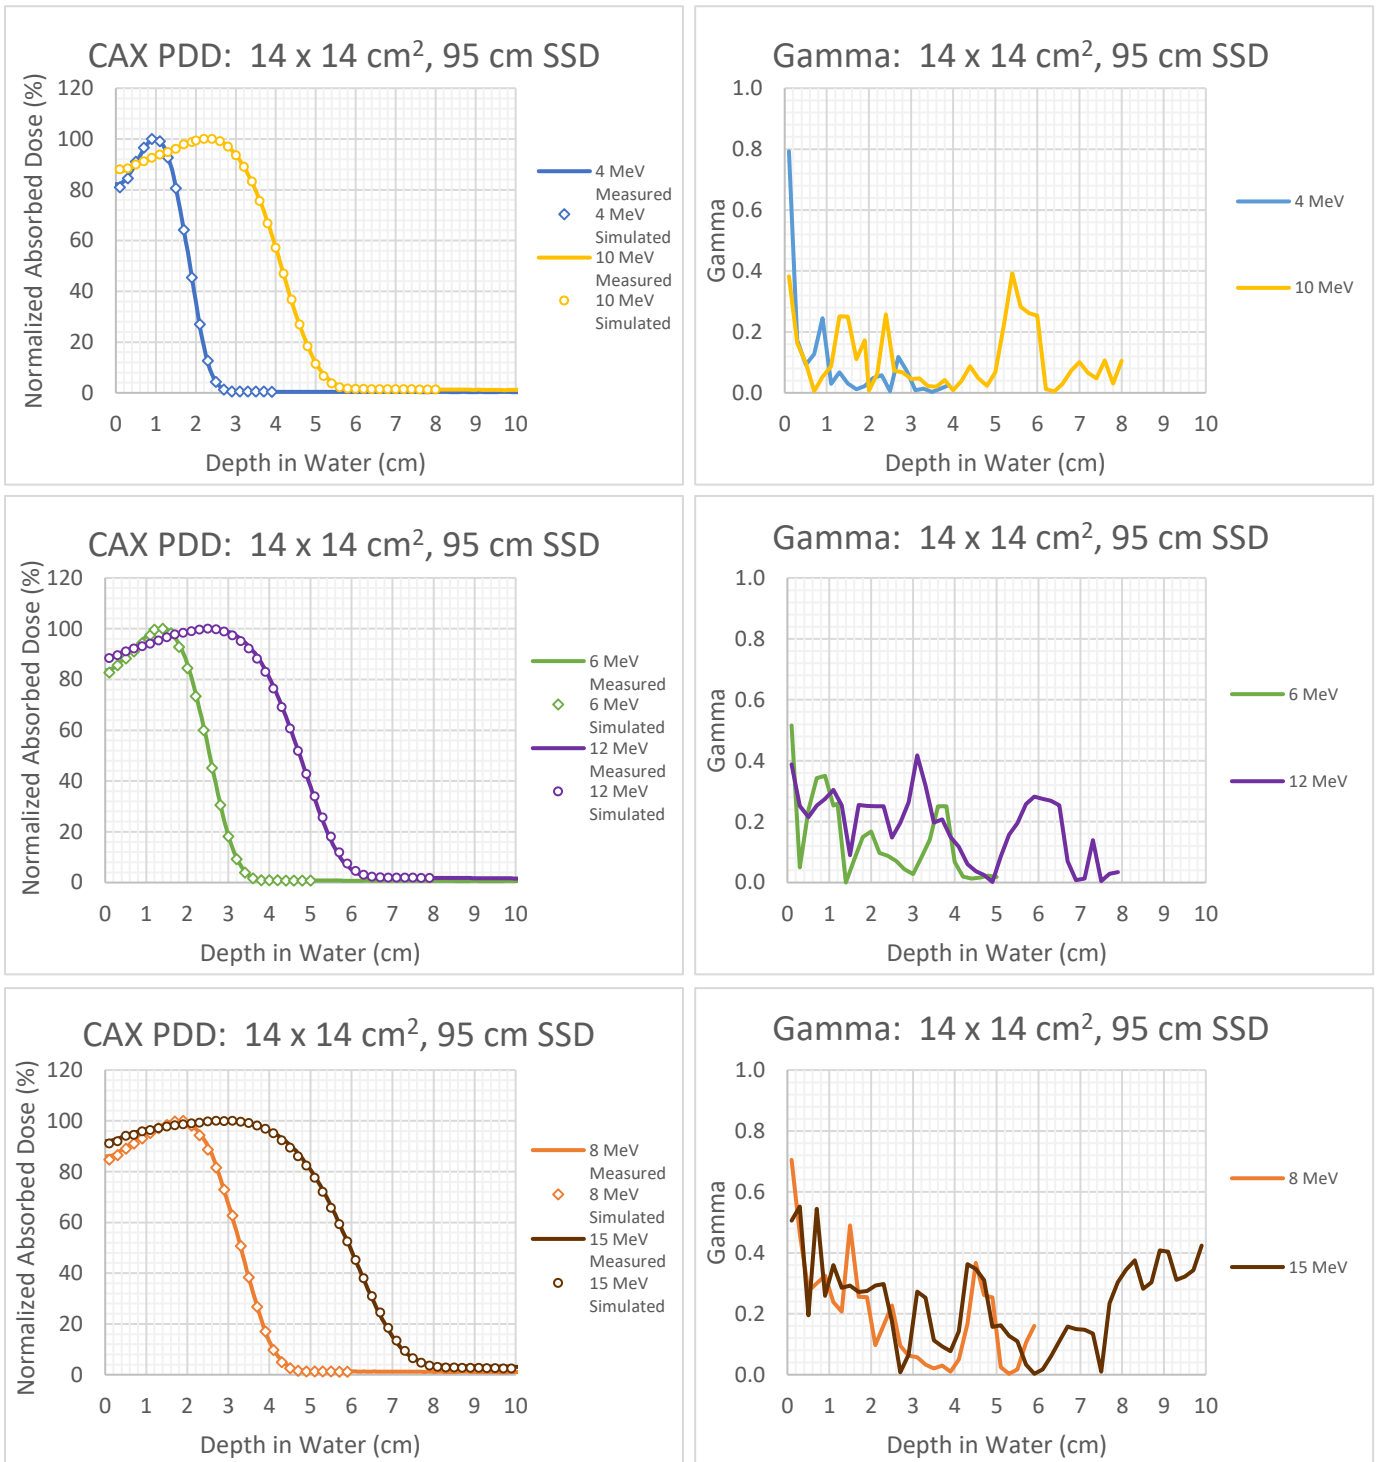 CAX PDD:  14 x 14 cm², 95 cm SSD
Normalized Absorbed Dose (%)
120
100
80
60
40
20
0
0 1 2 3 4 5 6 7 8 9 10
Depth in Water (cm)
4 MeV
Measured
4 MeV
Simulated
10 MeV
Measured
10 MeV
Simulated
Gamma:  14 x 14 cm², 95 cm SSD
Gamma
1.0
0.8
0.6
0.4
0.2
0.0
0 1 2 3 4 5 6 7 8 9 10
Depth in Water (cm)
4 MeV
10 MeV
CAX PDD:  14 x 14 cm², 95 cm SSD
Normalized Absorbed Dose (%)
120
100
80
60
40
20
0
0 1 2 3 4 5 6 7 8 9 10
Depth in Water (cm)
6 MeV
Measured
6 MeV
Simulated
12 MeV
Measured
12 MeV
Simulated
Gamma:  14 x 14 cm², 95 cm SSD
Gamma
1.0
0.8
0.6
0.4
0.2
0.0
0 1 2 3 4 5 6 7 8 9 10
Depth in Water (cm)
6 MeV
12 MeV
CAX PDD:  14 x 14 cm², 95 cm SSD
Normalized Absorbed Dose (%)
120
100
80
60
40
20
0
0 1 2 3 4 5 6 7 8 9 10
Depth in Water (cm)
8 MeV
Measured
8 MeV
Simulated
15 MeV
Measured
15 MeV
Simulated
Gamma:  14 x 14 cm², 95 cm SSD
Gamma
1.0
0.8
0.6
0.4
0.2
0.0
0 1 2 3 4 5 6 7 8 9 10
Depth in Water (cm)
8 MeV
15 MeV